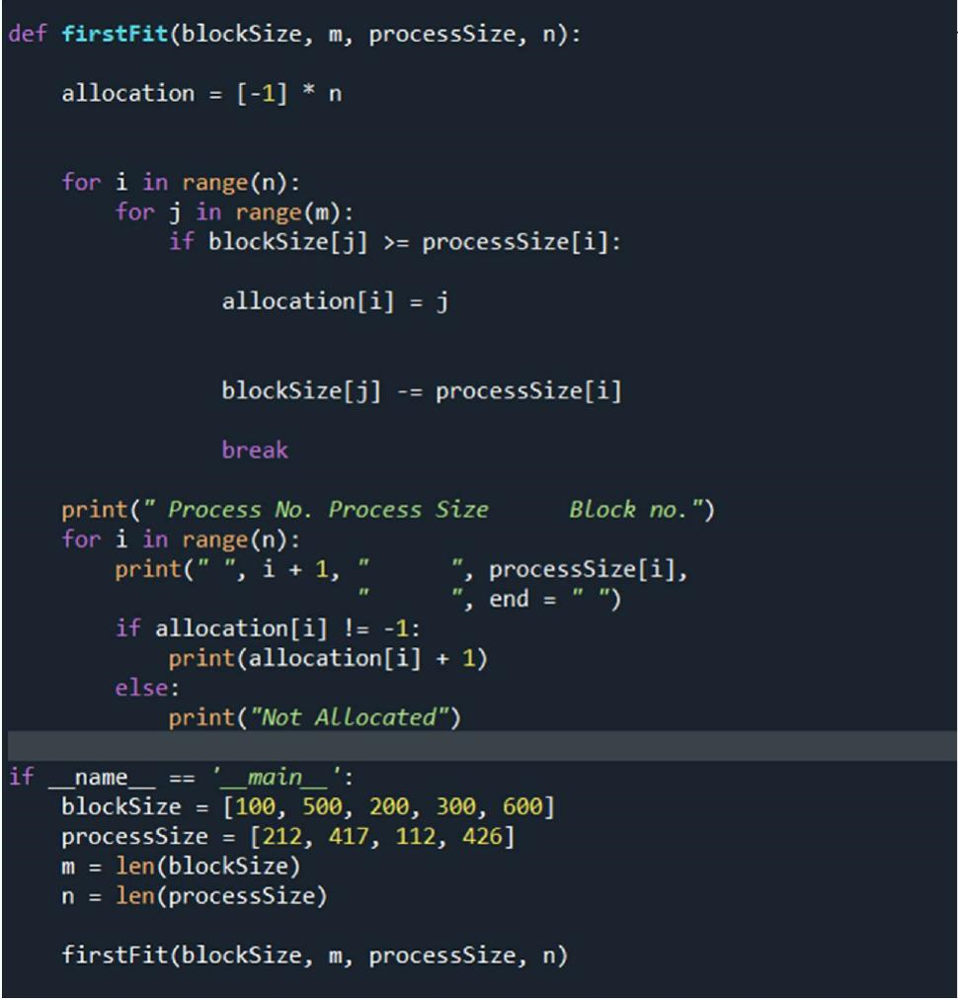 def firstFit(blockSize, m, processSize, n):
    allocation = [-1] * n
    for i in range(n):
        for j in range(m):
            if blockSize[j] >= processSize[i]:
                allocation[i] = j
                blockSize[j] -= processSize[i]
                break
    print(" Process No. Process Size      Block no.")
    for i in range(n):
        print(" ", i + 1, "      ", processSize[i],
                          "      ", end = " ")
        if allocation[i] != -1:
            print(allocation[i] + 1)
        else:
            print("Not Allocated")
if __name__ == '__main__':
    blockSize = [100, 500, 200, 300, 600]
    processSize = [212, 417, 112, 426]
    m = len(blockSize)
    n = len(processSize)
    firstFit(blockSize, m, processSize, n)